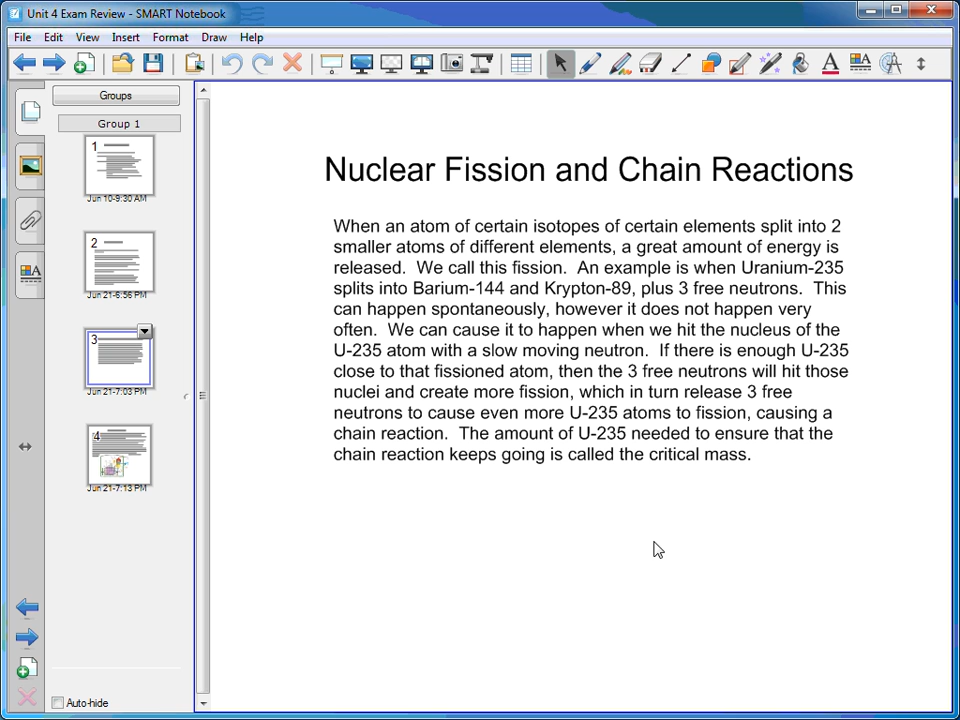 Unit 4 Exam Review - SMART Notebook
File Edit View Insert Format Draw Help
Groups
Group 1
1
Jun 10-9:30 AM
2
Jun 21-6:56 PM
3
Jun 21-7:03 PM
4
Jun 21-7:13 PM
Auto-hide
Nuclear Fission and Chain Reactions
When an atom of certain isotopes of certain elements split into 2
smaller atoms of different elements, a great amount of energy is
released. We call this fission. An example is when Uranium-235
splits into Barium-144 and Krypton-89, plus 3 free neutrons. This
can happen spontaneously, however it does not happen very
often. We can cause it to happen when we hit the nucleus of the
U-235 atom with a slow moving neutron. If there is enough U-235
close to that fissioned atom, then the 3 free neutrons will hit those
nuclei and create more fission, which in turn release 3 free
neutrons to cause even more U-235 atoms to fission, causing a
chain reaction. The amount of U-235 needed to ensure that the
chain reaction keeps going is called the critical mass.